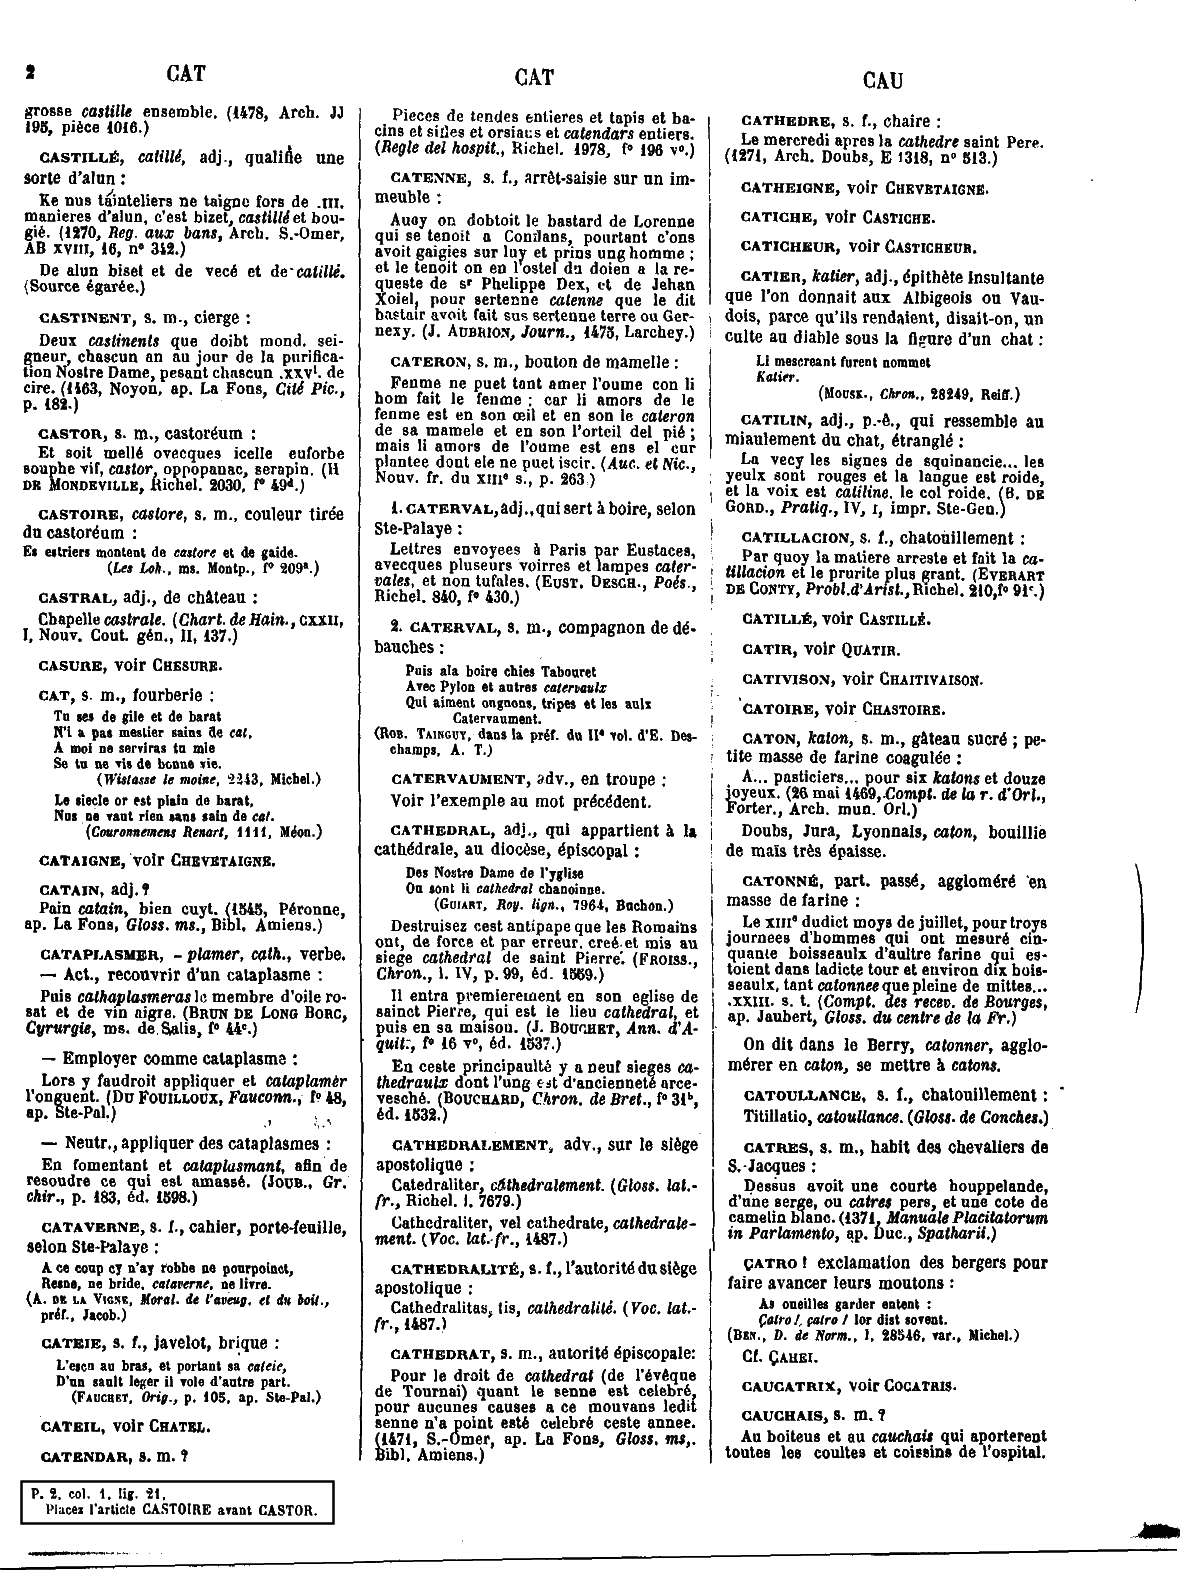 2 CAT
CAT
CAU
grosse castille ensemble. (1478, Arch. JJ
195, pièce 1016.)
CASTILLÉ, catillé, adj., qualifie une
sorte d'alun :
Ke nus tainteliers ne taigne fors de .III.
manieres d'alun, c'est bizet, castillé et bou-
gié. (1270, Reg. aux bans, Arch. S.-Omer,
AB XVIII, 16, n° 342.)
De alun biset et de vecé et de catillé.
(Source égarée.)
CASTINENT, s. m., cierge :
Deux castinents que doibt mond. sei-
gneur, chascun an au jour de la purifica-
tion Nostre Dame, pesant chascun .XXVl. de
cire. (1463, Noyon, ap. La Fons, Cité Pic.,
p. 182.)
CASTOR, s. m., castoréum :
Et soit mellé ovecques icelle euforbe
souphe vif, castor, oppopanac, serapin. (H
DE MONDEVILLE, Richel. 2030, f° 49d.)
CASTOIRE, castore, s. m., couleur tirée
du castoréum :
Es estriers montent de castore et de gaide.
(Les Loh., ms. Montp., f° 209a.)
CASTRAL, adj., de château :
Chapelle castrale. (Chart. de Hain., CXXII,
I, Nouv. Cout. gén., II, 137.)
CASURE, voir CHESURE.
CAT, s. m., fourberie :
Tu ses de gile et de barat
N'i a pas mestier sains de cat,
A moi ne serviras tu mie
Se tu ne vis de bonne vie.
(Wistasse le moine, 2243, Michel.)
Le siecle or est plain de barat,
Nus ne vaut rien sans sain de cat.
(Couronnemens Renart, 1111, Méon.)
CATAIGNE, voir CHEVETAIGNE.
CATAIN, adj. ?
Pain catain, bien cuyt. (1545, Péronne,
ap. La Fons, Gloss. ms., Bibl. Amiens.)
CATAPLASMER, - plamer, cath., verbe.
— Act., recouvrir d'un cataplasme :
Puis cathaplasmeras le membre d'oile ro-
sat et de vin aigre. (BRUN DE LONG BORC,
Cyrurgie, ms. de Salis, f° 44c.)
— Employer comme cataplasme :
Lors y faudroit appliquer et cataplamèr
l'onguent. (DU FOUILLOUX, Fauconn., f° 48,
ap. Ste-Pal.)
— Neutr., appliquer des cataplasmes :
En fomentant et cataplasmant, afin de
resoudre ce qui est amassé. (JOUB., Gr.
chir., p. 183, éd. 1598.)
CATAVERNE, s. f., cahier, porte-feuille,
selon Ste-Palaye :
A ce coup cy n'ay robbe ne pourpoinct,
Resne, ne bride, cataverne, ne livre.
(A. DE LA VIGNE, Moral. de l'aveug. et du boit.,
préf., Jacob.)
CATEIE, s. f., javelot, brique :
L'escu au bras, et portant sa cateie,
D'un sault leger il vole d'autre part.
(FAUCHET, Orig., p. 105, ap. Ste-Pal.)
CATEIL, voir CHATEL.
CATENDAR, s. m. ?
P. 2, col. 1, lig. 21,
Placez l'article CASTOIRE avant CASTOR.
Pieces de tendes entieres et tapis et ba-
cins et silles et orsiaus et catendars entiers.
(Regle del hospit., Richel. 1978, f° 196 v°.)
CATENNE, s. f., arrêt-saisie sur un im-
meuble :
Auoy on dobtoit le bastard de Lorenne
qui se tenoit a Conflans, pourtant c'ons
avoit gaigies sur luy et prins ung homme ;
et le tenoit on en l'ostel du doien a la re-
queste de sr Phelippe Dex, et de Jehan
Xoiel, pour sertenne catenne que le dit
bastair avoit fait sus sertenne terre ou Ger-
nexy. (J. AUBRION, Journ., 1475, Larchey.)
CATERON, s. m., bouton de mamelle :
Fenme ne puet tant amer l'oume con li
hom fait le fenme ; car li amors de le
fenme est en son œil et en son le cateron
de sa mamele et en son l'orteil del pié ;
mais li amors de l'oume est ens el cur
plantee dont ele ne puet iscir. (Auc. et Nic.,
Nouv. fr. du XIIIe s., p. 263.)
1. CATERVAL, adj., qui sert à boire, selon
Ste-Palaye :
Lettres envoyees à Paris par Eustaces,
avecques pluseurs voirres et lampes cater-
vales, et non tufales. (EUST. DESCH., Poés.,
Richel. 840, f° 430.)
2. CATERVAL, s. m., compagnon de dé-
bauches :
Puis ala boire chies Tabouret
Avec Pylon et autres catervaulx
Qui aiment ongnons, tripes et les aulx
Catervaument.
(ROB. TAINGUY, dans la préf. du IIe vol. d'E. Des-
champs, A. T.)
CATERVAUMENT, adv., en troupe :
Voir l'exemple au mot précédent.
CATHEDRAL, adj., qui appartient à la
cathédrale, au diocèse, épiscopal :
Des Nostre Dame de l'yglise
Ou sont li cathedral chanoinne.
(GUIART, Roy. lign., 7964, Buchon.)
Destruisez cest antipape que les Romains
ont, de force et par erreur, creé et mis au
siege cathedral de saint Pierre. (FROISS.,
Chron., l. IV, p. 99, éd. 1559.)
Il entra premierement en son eglise de
sainct Pierre, qui est le lieu cathedral, et
puis en sa maison. (J. BOUCHET, Ann. d'A-
quit., f° 16 v°, éd. 1537.)
En ceste principaulté y a neuf sieges ca-
thedraulx dont l'ung est d'ancienneté arce-
vesché. (BOUCHARD, Chron. de Bret., f° 31b,
éd. 1532.)
CATHEDRALEMENT, adv., sur le siège
apostolique :
Catedraliter, cathedralement. (Gloss. lat.-
fr., Richel. l. 7679.)
Cathedraliter, vel cathedrate, cathedrale-
ment. (Voc. lat.-fr., 1487.)
CATHEDRALITÉ, s. f., l'autorité du siège
apostolique :
Cathedralitas, tis, cathedralité. (Voc. lat.-
fr., 1487.)
CATHEDRAT, s. m., autorité épiscopale:
Pour le droit de cathedrat (de l'évêque
de Tournai) quant le senne est celebré,
pour aucunes causes a ce mouvans ledit
senne n'a point esté celebré ceste annee.
(1471, S.-Omer, ap. La Fons, Gloss. ms,.
Bibl. Amiens.)
CATHEDRE, s. f., chaire :
Le mercredi apres la cathedre saint Pere.
(1271, Arch. Doubs, E 1318, n° 513.)
CATHEIGNE, voir CHEVETAIGNE.
CATICHE, voir CASTICHE.
CATICHEUR, voir CASTICHEUR.
CATIER, katier, adj., épithète insultante
que l'on donnait aux Albigeois ou Vau-
dois, parce qu'ils rendaient, disait-on, un
culte au diable sous la figure d'un chat :
Li mescreant furent nommet
Katier.
(MOUSK., Chron., 28249, Reiff.)
CATILIN, adj., p.-ê., qui ressemble au
miaulement du chat, étranglé :
La vecy les signes de squinancie... les
yeulx sont rouges et la langue est roide,
et la voix est catiline, le col roide. (B. DE
GORD., Pratiq., IV, I, impr. Ste-Gen.)
CATILLACION, s. f., chatouillement :
Par quoy la matiere arreste et fait la ca-
tillacion et le prurite plus grant. (EVERART
DE CONTY, Probl. d'Arist., Richel. 210, f° 91c.)
CATILLÉ, voir CASTILLÉ.
CATIR, voir QUATIR.
CATIVISON, voir CHAITIVAISON.
CATOIRE, voir CHASTOIRE.
CATON, katon, s. m., gâteau sucré ; pe-
tite masse de farine coagulée :
A... pasticiers... pour six katons et douze
joyeux. (26 mai 1469, Compt. de la r. d'Orl.,
Forter., Arch. mun. Orl.)
Doubs, Jura, Lyonnais, caton, bouillie
de maïs très épaisse.
CATONNÉ, part. passé, aggloméré en
masse de farine :
Le XIIIe dudict moys de juillet, pour troys
journees d'hommes qui ont mesuré cin-
quante boisseaulx d'aultre farine qui es-
toient dans ladicte tour et environ dix bois-
seaulx, tant catonnee que pleine de mittes...
.XXIII. s. t. (Compt. des recev. de Bourges,
ap. Jaubert, Gloss. du centre de la Fr.)
On dit dans le Berry, catonner, agglo-
mérer en caton, se mettre à catons.
CATOULLANCE, s. f., chatouillement :
Titillatio, catoullance. (Gloss. de Conches.)
CATRES, s. m., habit des chevaliers de
S.-Jacques :
Dessus avoit une courte houppelande,
d'une serge, ou catres pers, et une cote de
camelin blanc. (1371, Manuale Placitatorum
in Parlamento, ap. Duc., Spatharii.)
ÇATRO ! exclamation des bergers pour
faire avancer leurs moutons :
As oneilles garder entent :
Çatro !, çatro ! lor dist sovent.
(BEN., D. de Norm., I, 28546, var., Michel.)
Cf. ÇAHEI.
CAUCATRIX, voir COCATRIS.
CAUCHAIS, s. m. ?
Au boiteus et au cauchais qui aporterent
toutes les coultes et coissins de l'ospital.